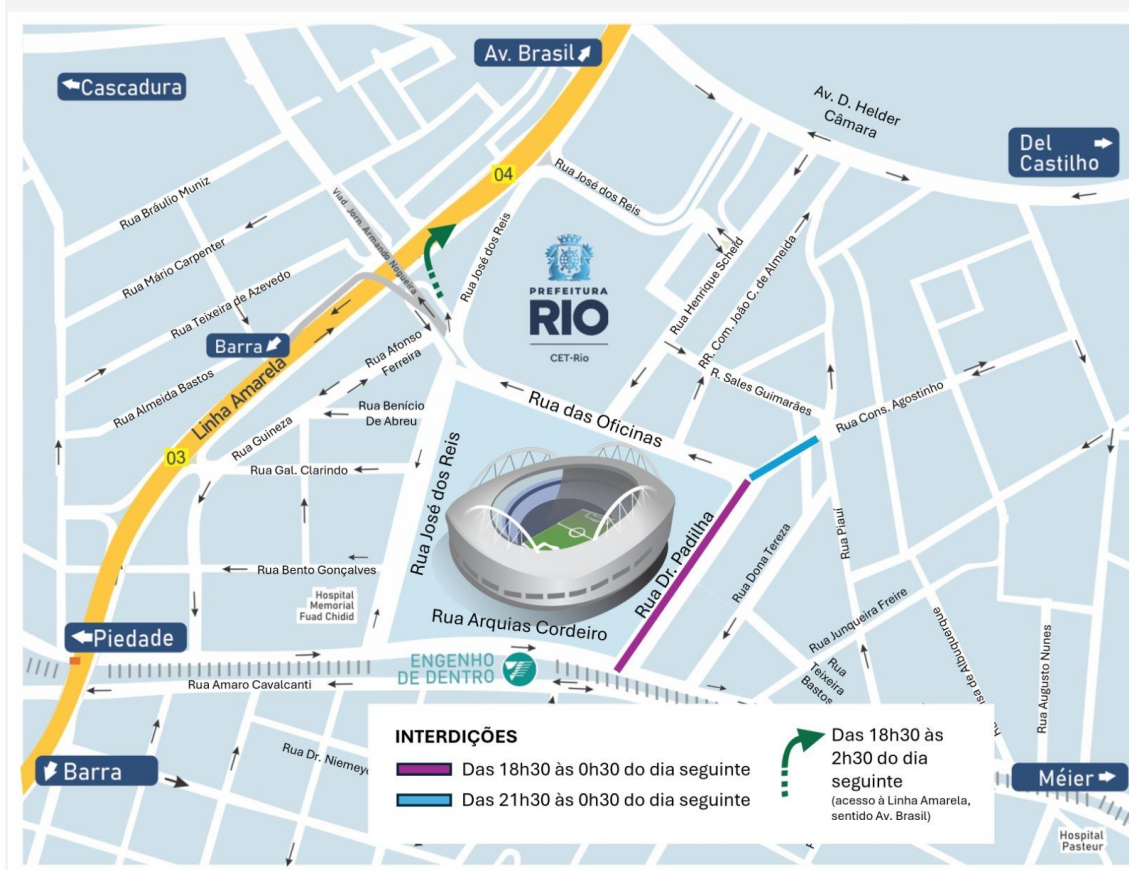 Av. Brasil
Cascadura
Av. D. Helder
Câmara
Del
Castilho
04
Rua José dos Reis
Rua Bráulio Muniz
Viad. Jorn. Armando Nogueira
Rua Mário Carpenter
Rua José dos Reis
PREFEITURA
RIO
CET-Rio
Rua Henrique Scheid
RR. Com. João C. de Almeida
Rua Teixeira de Azevedo
Barra
Rua Afonso
Ferreira
Rua Almeida Bastos
Linha Amarela
R. Sales Guimarães
Rua Cons. Agostinho
Rua Benício
De Abreu
Rua das Oficinas
Rua Guineza
03
Rua Gal. Clarindo
Rua José dos Reis
Rua Dr. Padilha
Rua Dona Tereza
Rua Piauí
Rua Bento Gonçalves
Hospital
Memorial
Fuad Chidid
Rua Arquias Cordeiro
Rua Junqueira Freire
Rua
Teixeira
Bastos
Rua Augusto Nunes
Piedade
ENGENHO
DE DENTRO
Rua Amaro Cavalcanti
usa de Albuquerque
Rua Dr. Niemeye
Barra
INTERDIÇÕES
Das 18h30 às 0h30 do dia seguinte
Das 21h30 às 0h30 do dia seguinte
Das 18h30 às
2h30 do dia
seguinte
(acesso à Linha Amarela,
sentido Av. Brasil)
Méier
Hospital
Pasteur